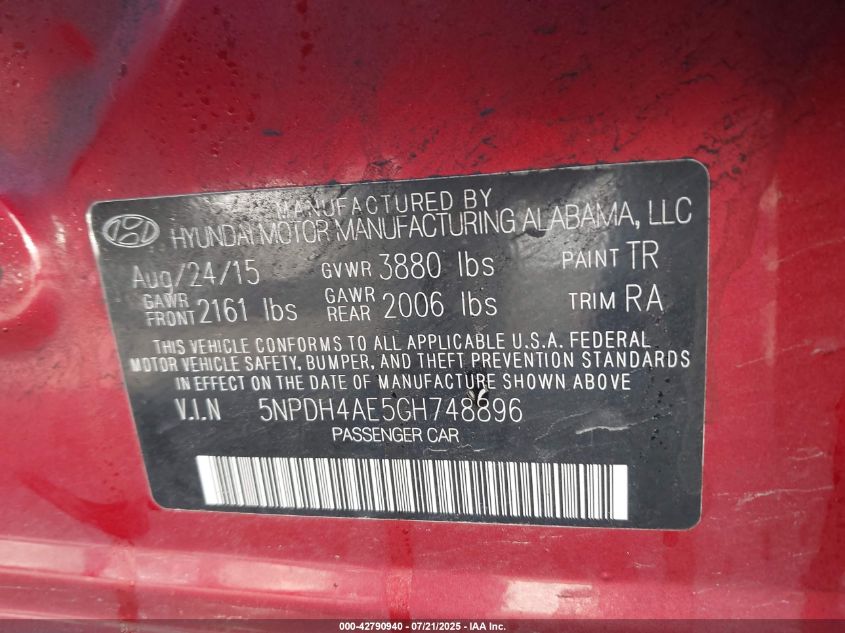 MANUFACTURED BY
HYUNDAI MOTOR MANUFACTURING ALABAMA, LLC
Aug/24/15 GVWR 3880 lbs PAINT TR
GAWR FRONT 2161 lbs GAWR REAR 2006 lbs TRIM RA
THIS VEHICLE CONFORMS TO ALL APPLICABLE U.S.A. FEDERAL
MOTOR VEHICLE SAFETY, BUMPER, AND THEFT PREVENTION STANDARDS
IN EFFECT ON THE DATE OF MANUFACTURE SHOWN ABOVE
V.I.N 5NPDH4AE5GH748896
PASSENGER CAR
000-42790940 - 07/21/2025 - IAA Inc.